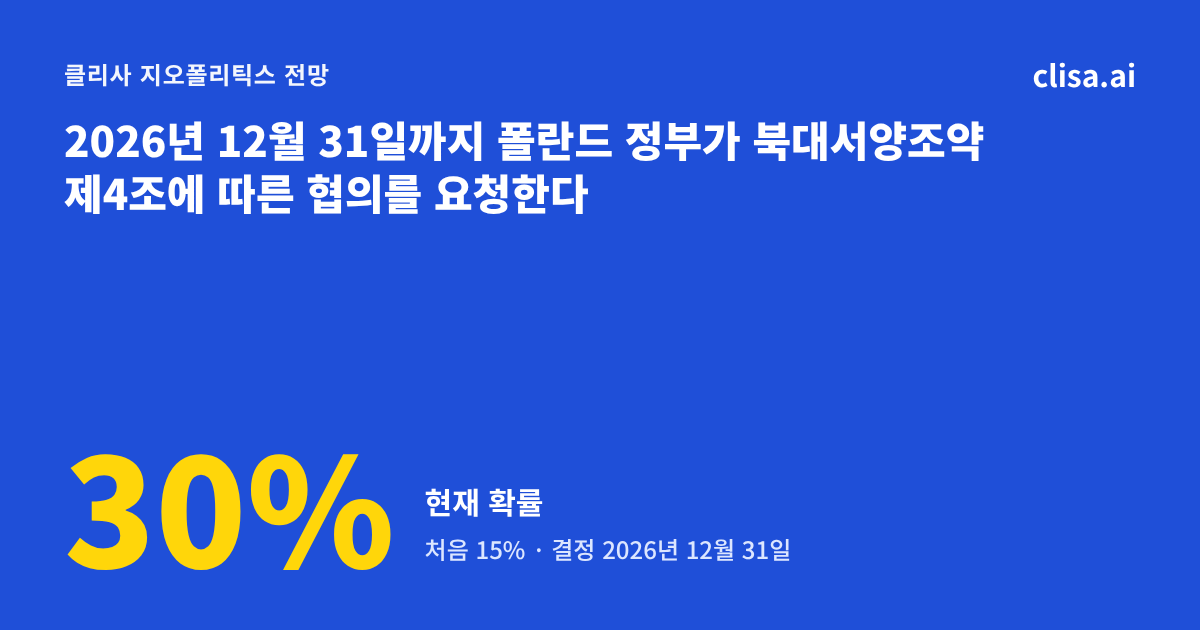 클리사 지오폴리틱스 전망
clisa.ai
2026년 12월 31일까지 폴란드 정부가 북대서양조약
제4조에 따른 협의를 요청한다
30%
현재 확률
처음 15% · 결정 2026년 12월 31일